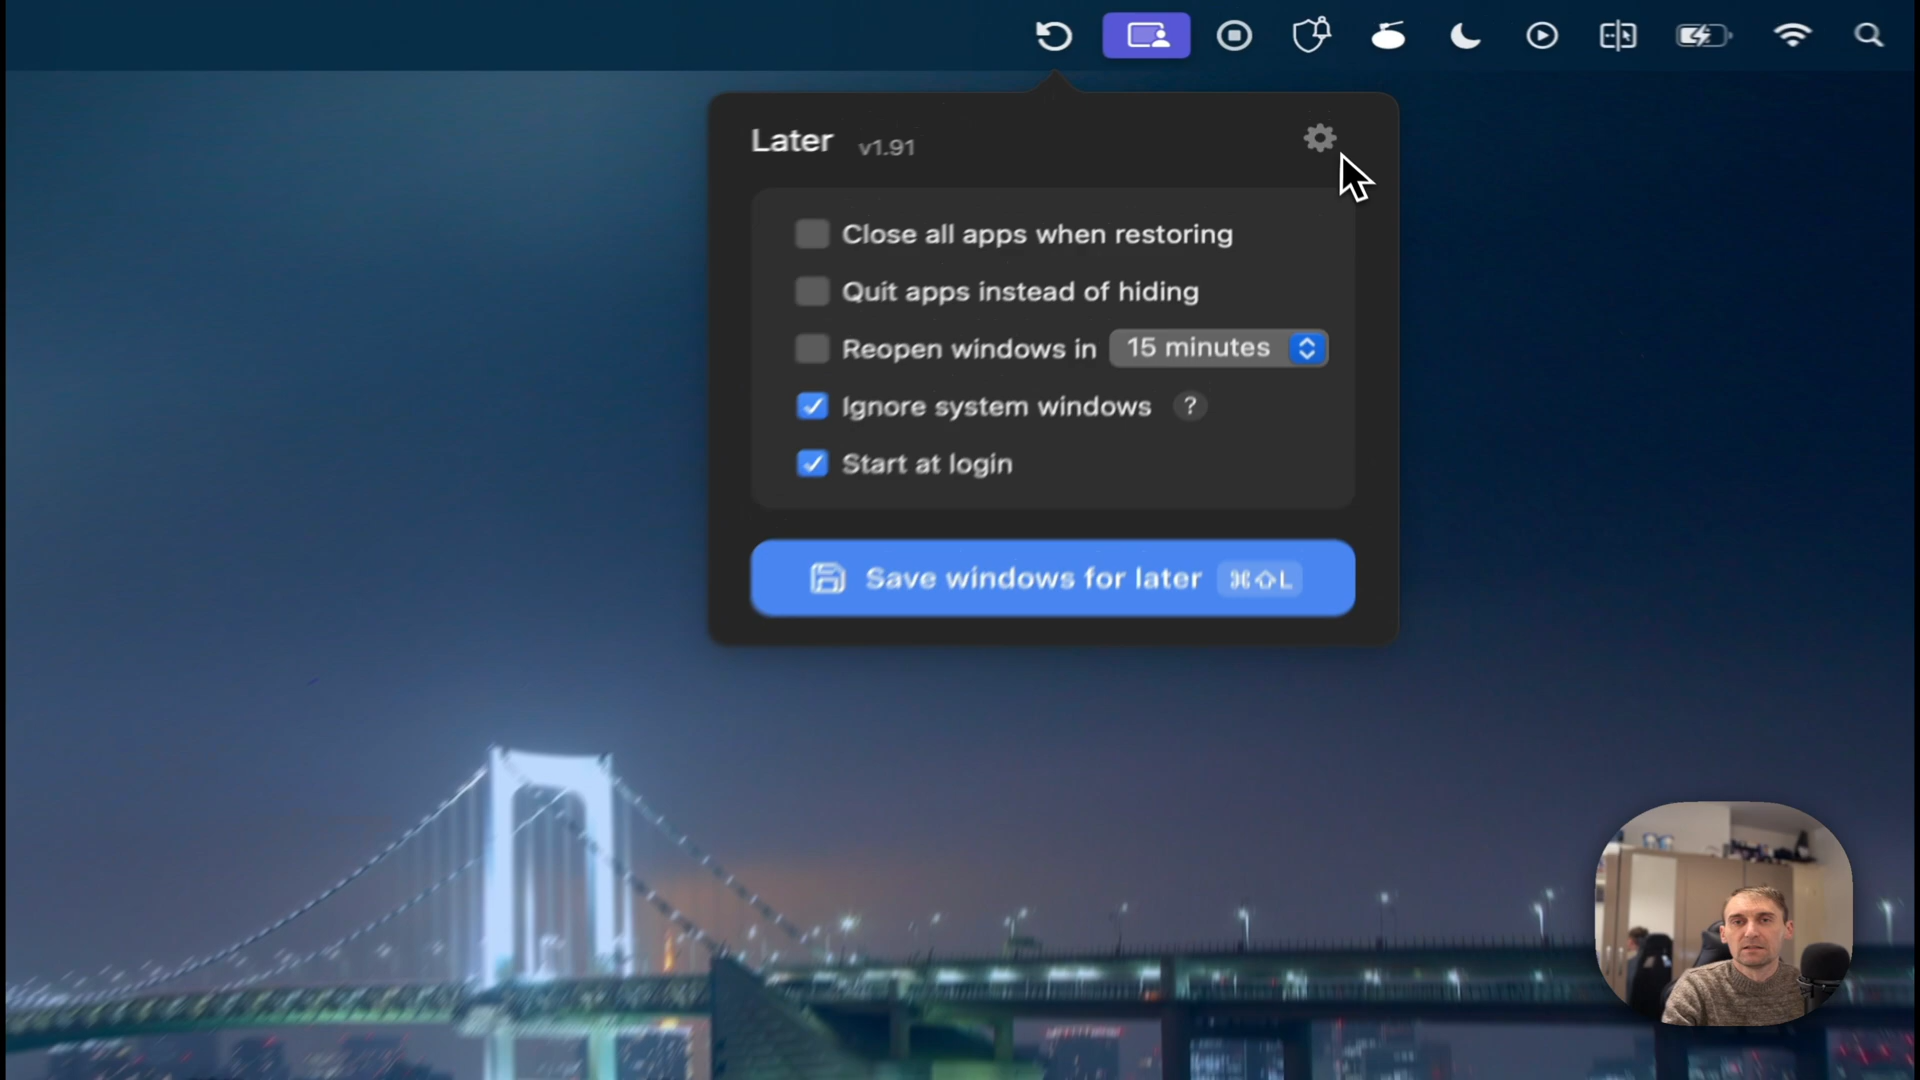 Later v1.91
Close all apps when restoring
Quit apps instead of hiding
Reopen windows in 15 minutes
Ignore system windows ?
Start at login
Save windows for later ⌘⇧L